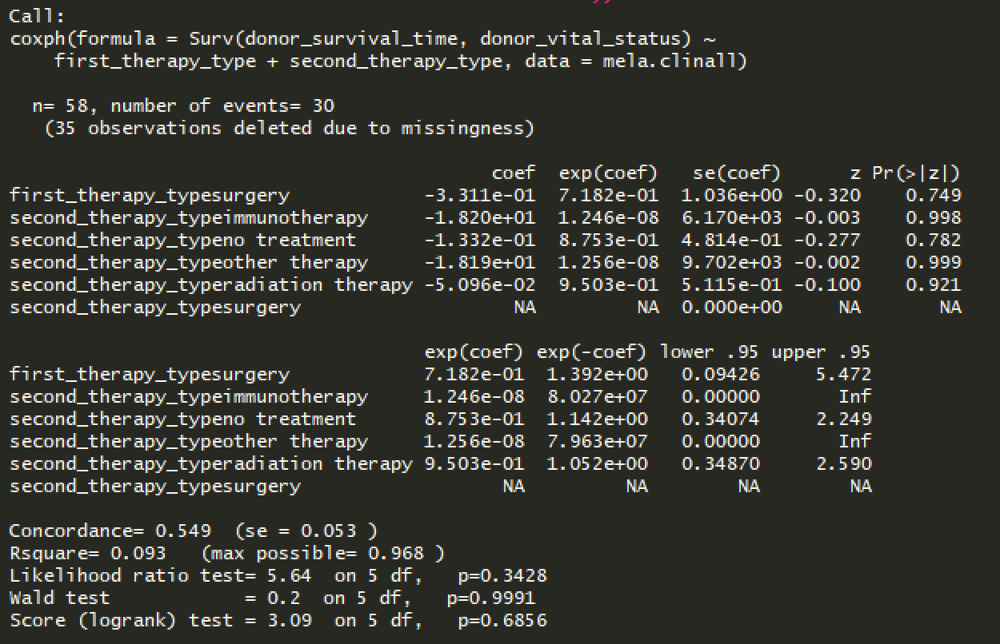 Call:
coxph(formula = Surv(donor_survival_time, donor_vital_status) ~
    first_therapy_type + second_therapy_type, data = mela.clinall)

  n= 58, number of events= 30
   (35 observations deleted due to missingness)

                                         coef  exp(coef)   se(coef)      z Pr(>|z|)
first_therapy_typesurgery            -3.311e-01  7.182e-01  1.036e+00 -0.320    0.749
second_therapy_typeimmunotherapy     -1.820e+01  1.246e-08  6.170e+03 -0.003    0.998
second_therapy_typeno treatment      -1.332e-01  8.753e-01  4.814e-01 -0.277    0.782
second_therapy_typeother therapy     -1.819e+01  1.256e-08  9.702e+03 -0.002    0.999
second_therapy_typeradiation therapy -5.096e-02  9.503e-01  5.115e-01 -0.100    0.921
second_therapy_typesurgery                   NA         NA  0.000e+00     NA       NA

                                     exp(coef) exp(-coef) lower .95 upper .95
first_therapy_typesurgery            7.182e-01  1.392e+00   0.09426     5.472
second_therapy_typeimmunotherapy     1.246e-08  8.027e+07   0.00000       Inf
second_therapy_typeno treatment      8.753e-01  1.142e+00   0.34074     2.249
second_therapy_typeother therapy     1.256e-08  7.963e+07   0.00000       Inf
second_therapy_typeradiation therapy 9.503e-01  1.052e+00   0.34870     2.590
second_therapy_typesurgery                  NA         NA        NA        NA

Concordance= 0.549  (se = 0.053 )
Rsquare= 0.093   (max possible= 0.968 )
Likelihood ratio test= 5.64  on 5 df,    p=0.3428
Wald test            = 0.2  on 5 df,   p=0.9991
Score (logrank) test = 3.09  on 5 df,    p=0.6856